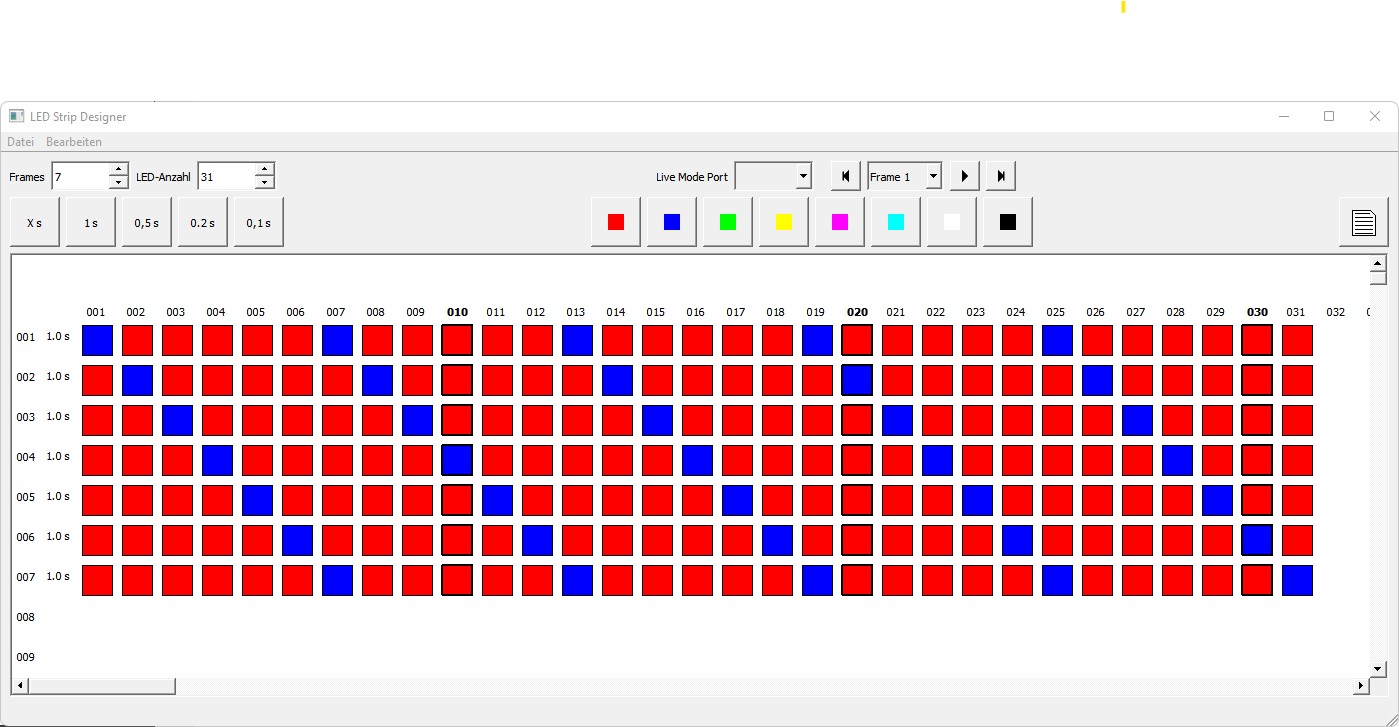 LED Strip Designer
Datei Bearbeiten
Frames 7 LED-Anzahl 31 Live Mode Port Frame 1
X s 1 s 0,5 s 0.2 s 0,1 s
001 002 003 004 005 006 007 008 009 010 011 012 013 014 015 016 017 018 019 020 021 022 023 024 025 026 027 028 029 030 031 032
001 1.0 s
002 1.0 s
003 1.0 s
004 1.0 s
005 1.0 s
006 1.0 s
007 1.0 s
008
009